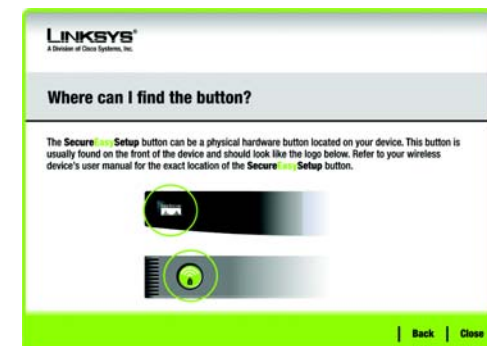 LINKSYS®
A Division of Cisco Systems, Inc.
Where can I find the button?
The SecureEasySetup button can be a physical hardware button located on your device. This button is
usually found on the front of the device and should look like the logo below. Refer to your wireless
device's user manual for the exact location of the SecureEasySetup button.
Back | Close